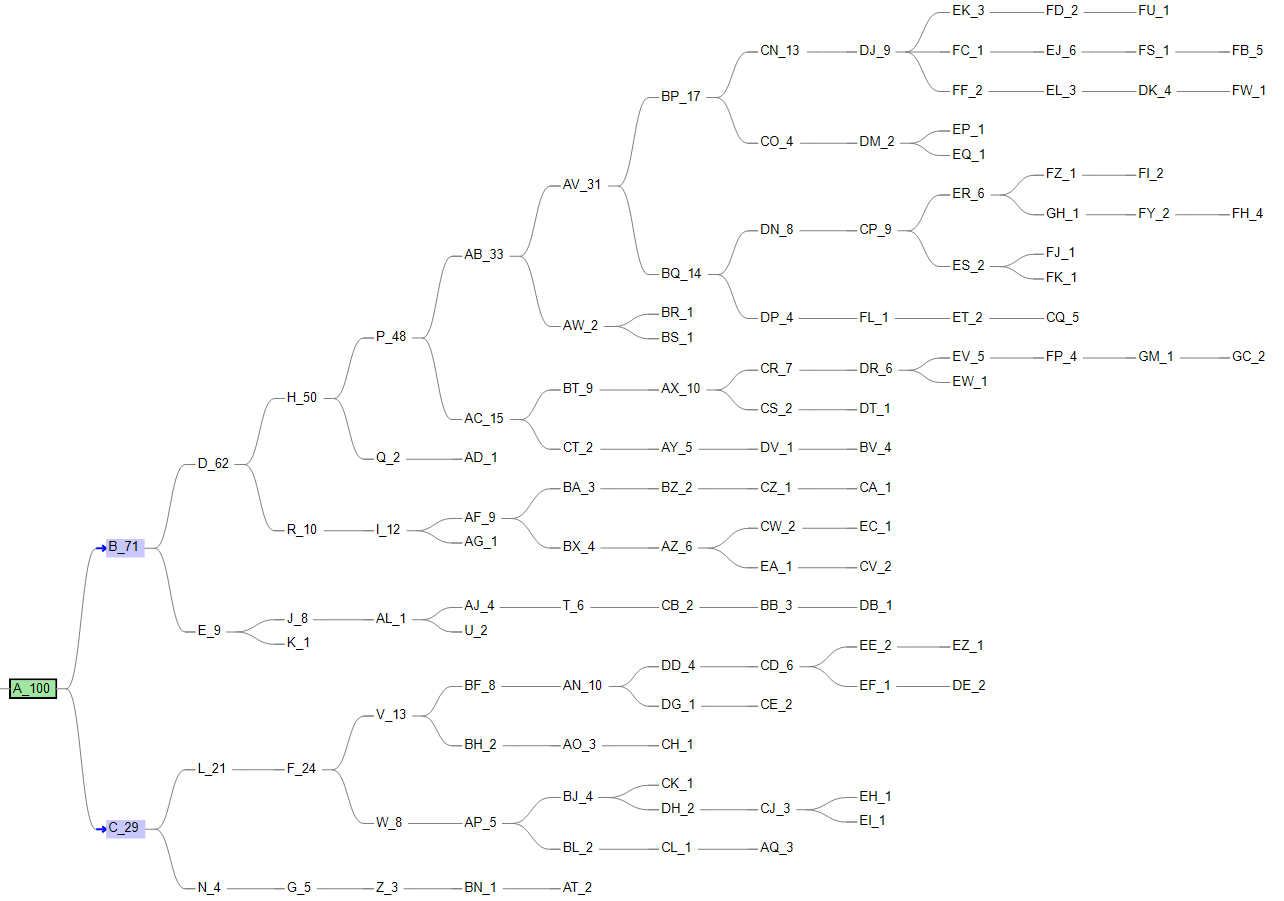 EK_3 FD_2 FU_1
CN_13 DJ_9 FC_1 EJ_6 FS_1 FB_5
FF_2 EL_3 DK_4 FW_1
BP_17
EP_1
CO_4 DM_2
EQ_1
FZ_1 FI_2
AV_31
ER_6
GH_1 FY_2 FH_4
DN_8 CP_9
AB_33 FJ_1
ES_2
BQ_14
FK_1
BR_1
DP_4 FL_1 ET_2 CQ_5
AW_2
P_48 BS_1
EV_5 FP_4 GM_1 GC_2
CR_7 DR_6
EW_1
BT_9 AX_10
H_50
CS_2 DT_1
AC_15
CT_2 AY_5 DV_1 BV_4
Q_2 AD_1
D_62
BA_3 BZ_2 CZ_1 CA_1
AF_9
R_10 I_12 CW_2 EC_1
AG_1
B_71 BX_4 AZ_6
EA_1 CV_2
AJ_4 T_6 CB_2 BB_3 DB_1
J_8 AL_1
E_9 U_2
K_1 EE_2 EZ_1
DD_4 CD_6
A_100 BF_8 AN_10 EF_1 DE_2
DG_1 CE_2
V_13
BH_2 AO_3 CH_1
L_21 F_24
CK_1
BJ_4 EH_1
DH_2 CJ_3
W_8 AP_5 EI_1
C_29
BL_2 CL_1 AQ_3
N_4 G_5 Z_3 BN_1 AT_2